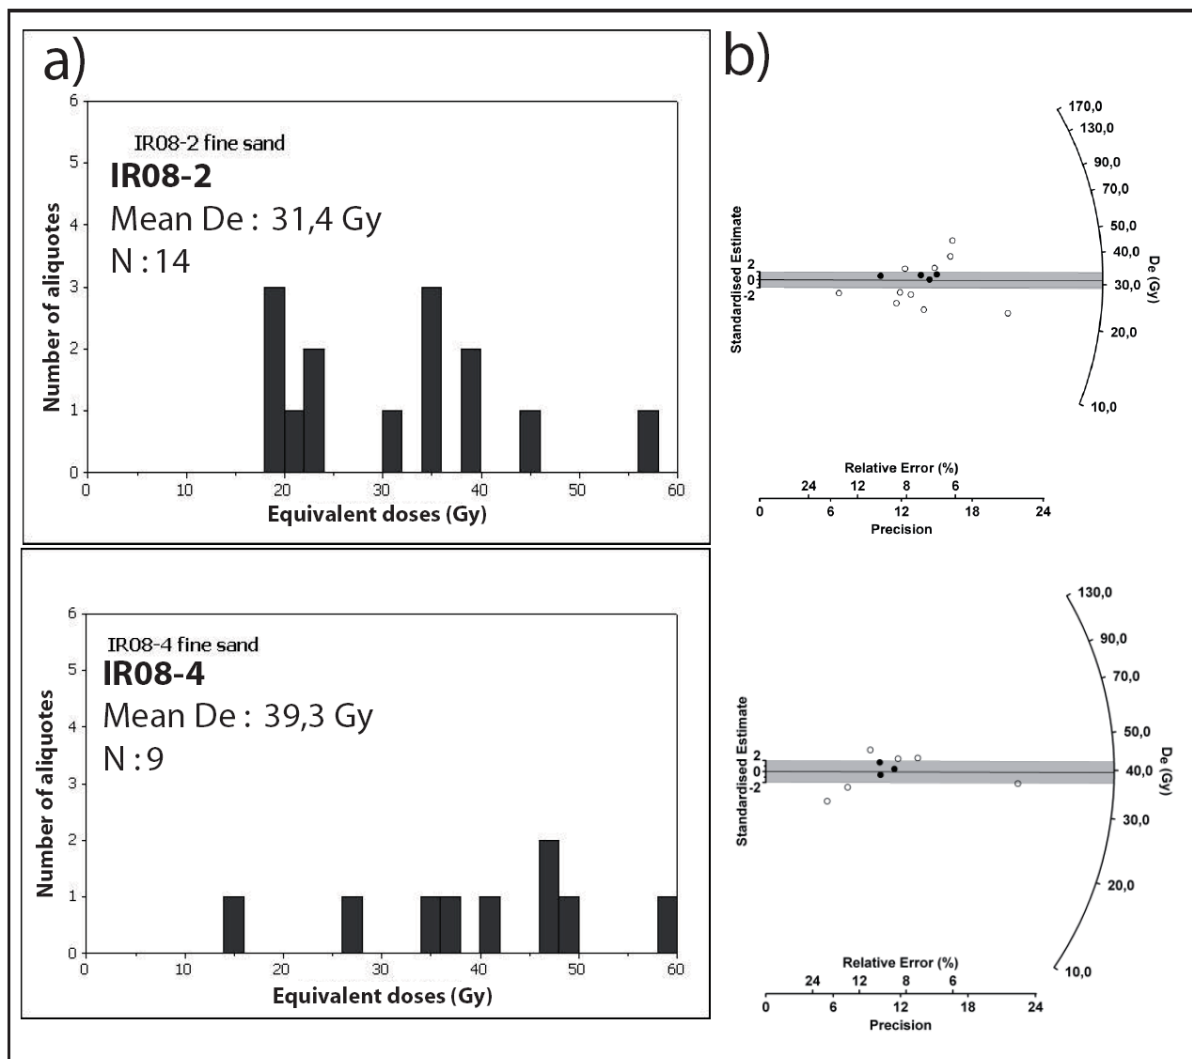 a)
IR08-2 fine sand
IR08-2
Mean De : 31,4 Gy
N : 14
Number of aliquotes
6
5
4
3
2
1
0
0 10 20 30 40 50 60
Equivalent doses (Gy)
b)
170,0
130,0
90,0
70,0
50,0
40,0
30,0
20,0
10,0
De (Gy)
Standardised Estimate
2
0
-2
Relative Error (%)
24 12 8 6
0 6 12 18 24
Precision
IR08-4 fine sand
IR08-4
Mean De : 39,3 Gy
N : 9
Number of aliquotes
6
5
4
3
2
1
0
0 10 20 30 40 50 60
Equivalent doses (Gy)
130,0
90,0
70,0
50,0
40,0
30,0
20,0
10,0
De (Gy)
Standardised Estimate
2
0
-2
Relative Error (%)
24 12 8 6
0 6 12 18 24
Precision